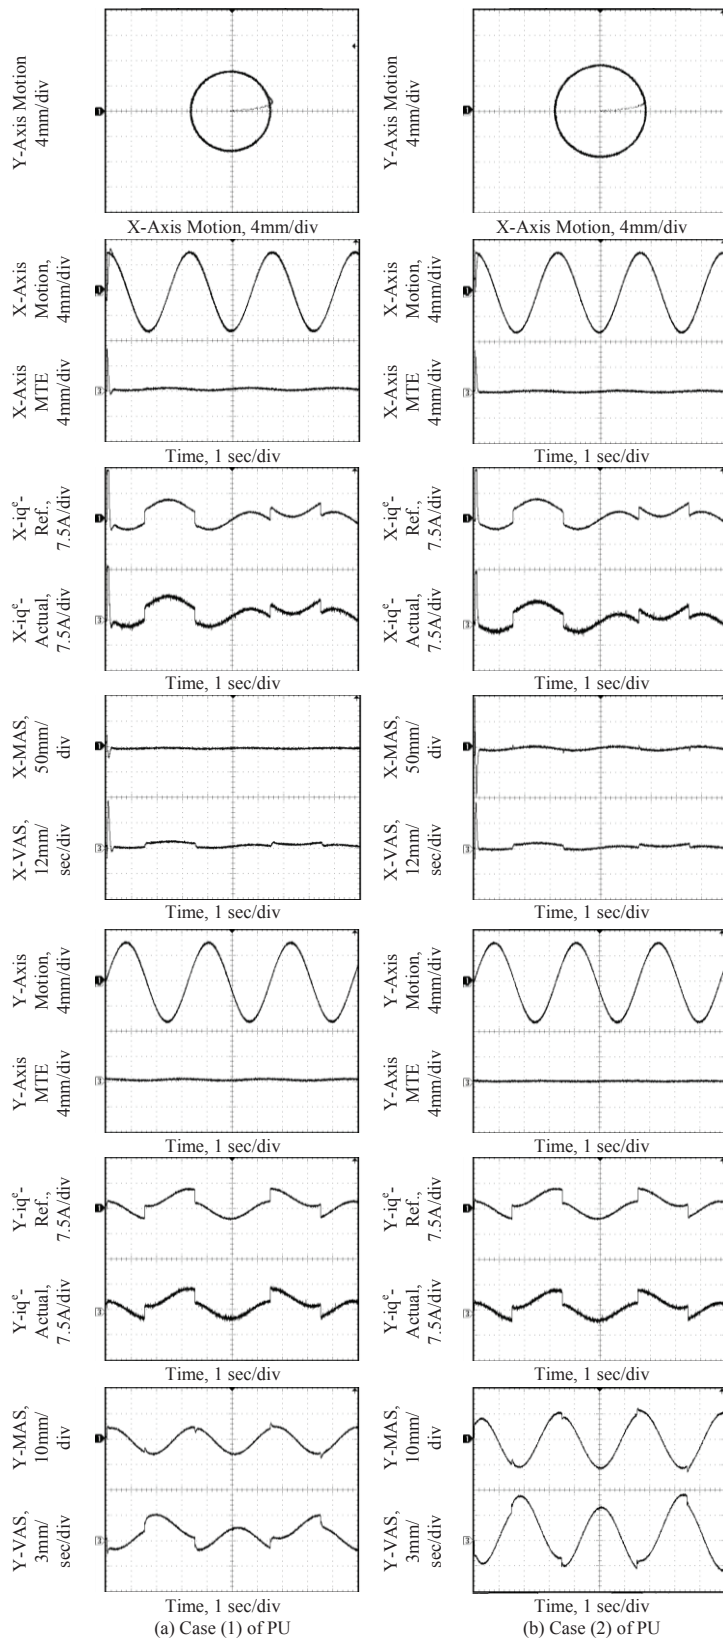 Y-Axis Motion
4mm/div
X-Axis Motion, 4mm/div
X-Axis
Motion,
4mm/div
X-Axis
MTE
4mm/div
Time, 1 sec/div
X-iqᵉ-
Ref.,
7.5A/div
X-iqᵉ-
Actual,
7.5A/div
Time, 1 sec/div
X-MAS,
50mm/
div
X-VAS,
12mm/
sec/div
Time, 1 sec/div
Y-Axis
Motion,
4mm/div
Y-Axis
MTE
4mm/div
Time, 1 sec/div
Y-iqᵉ-
Ref.,
7.5A/div
Y-iqᵉ-
Actual,
7.5A/div
Time, 1 sec/div
Y-MAS,
10mm/
div
Y-VAS,
3mm/
sec/div
Time, 1 sec/div
(a) Case (1) of PU
Y-Axis Motion
4mm/div
X-Axis Motion, 4mm/div
X-Axis
Motion,
4mm/div
X-Axis
MTE
4mm/div
Time, 1 sec/div
X-iqᵉ-
Ref.,
7.5A/div
X-iqᵉ-
Actual,
7.5A/div
Time, 1 sec/div
X-MAS,
50mm/
div
X-VAS,
12mm/
sec/div
Time, 1 sec/div
Y-Axis
Motion,
4mm/div
Y-Axis
MTE
4mm/div
Time, 1 sec/div
Y-iqᵉ-
Ref.,
7.5A/div
Y-iqᵉ-
Actual,
7.5A/div
Time, 1 sec/div
Y-MAS,
10mm/
div
Y-VAS,
3mm/
sec/div
Time, 1 sec/div
(b) Case (2) of PU